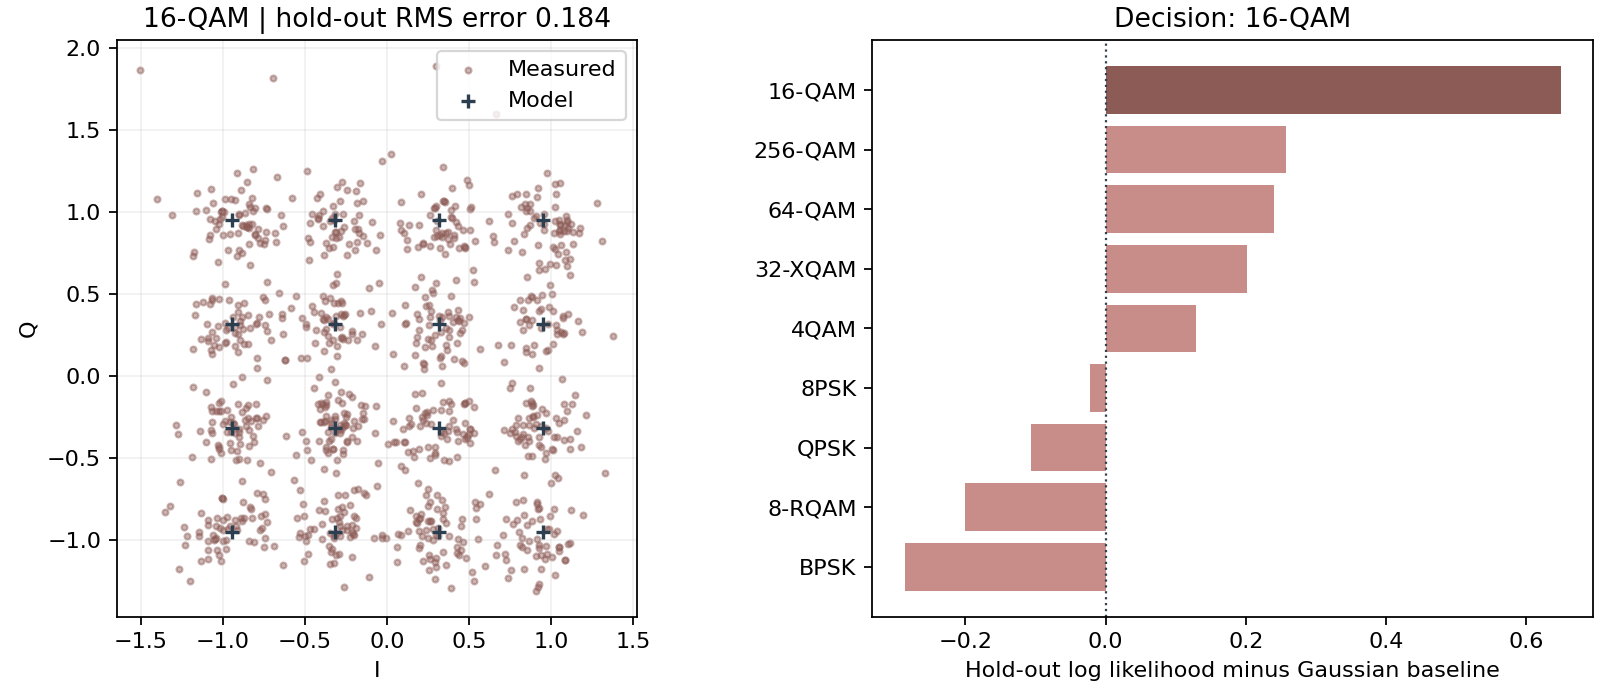 16-QAM | hold-out RMS error 0.184
Measured
Model
2.0
1.5
1.0
0.5
0.0
−0.5
−1.0
Q
−1.5
−1.0
−0.5
0.0
0.5
1.0
1.5
I
Decision: 16-QAM
16-QAM
256-QAM
64-QAM
32-XQAM
4QAM
8PSK
QPSK
8-RQAM
BPSK
−0.2
0.0
0.2
0.4
0.6
Hold-out log likelihood minus Gaussian baseline